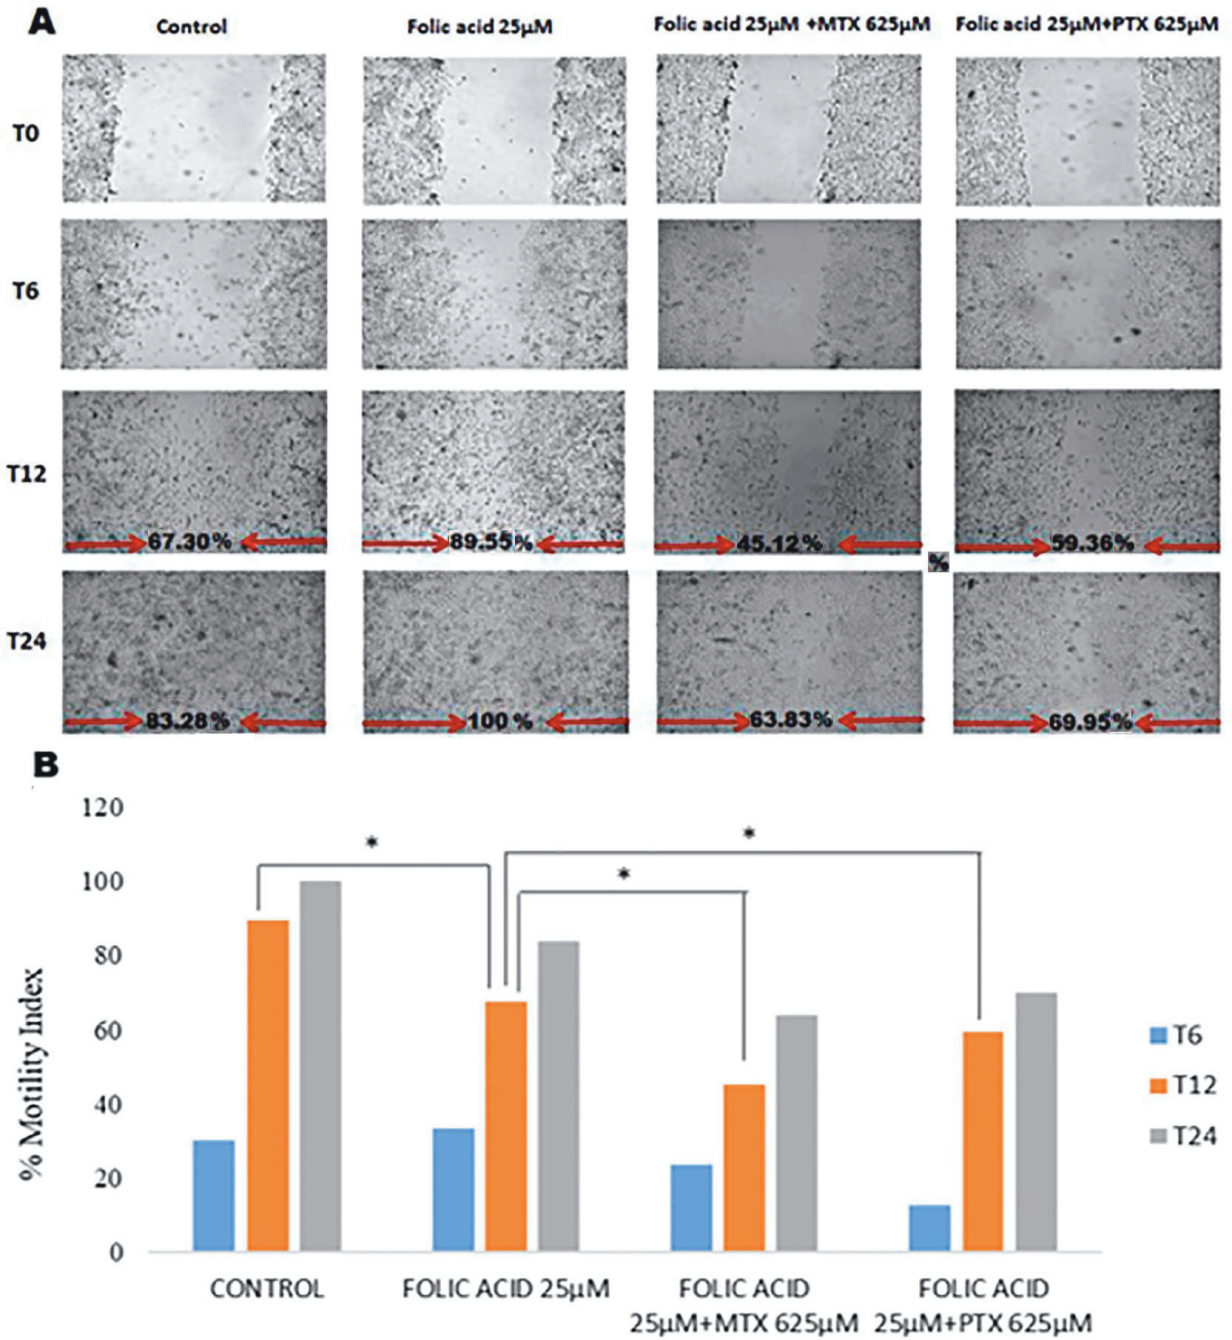 A
Control
Folic acid 25μM
Folic acid 25μM +MTX 625μM
Folic acid 25μM+PTX 625μM
T0
T6
T12
67.30%
89.55%
45.12%
59.36%
%
T24
83.28%
100 %
63.83%
69.95%
B
120
100
80
60
40
20
0
% Motility Index
*
*
*
T6
T12
T24
CONTROL
FOLIC ACID 25μM
FOLIC ACID
25μM+MTX 625μM
FOLIC ACID
25μM+PTX 625μM